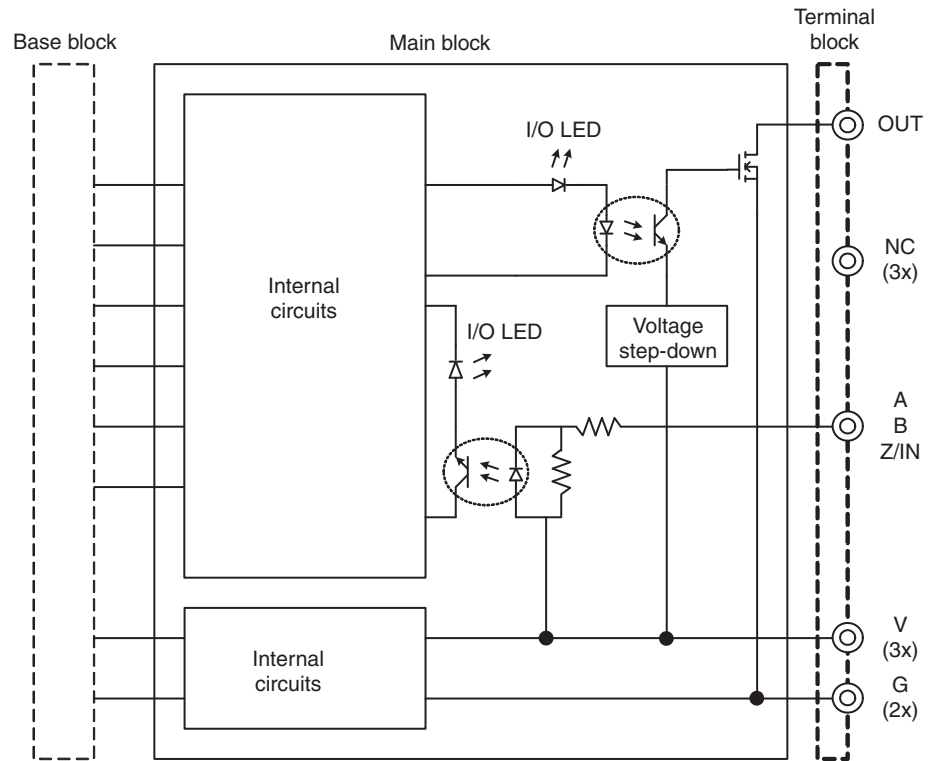 Base block
Main block
Terminal
block
I/O LED
OUT
NC
(3x)
Internal
circuits
I/O LED
Voltage
step-down
A
B
Z/IN
Internal
circuits
V
(3x)
G
(2x)